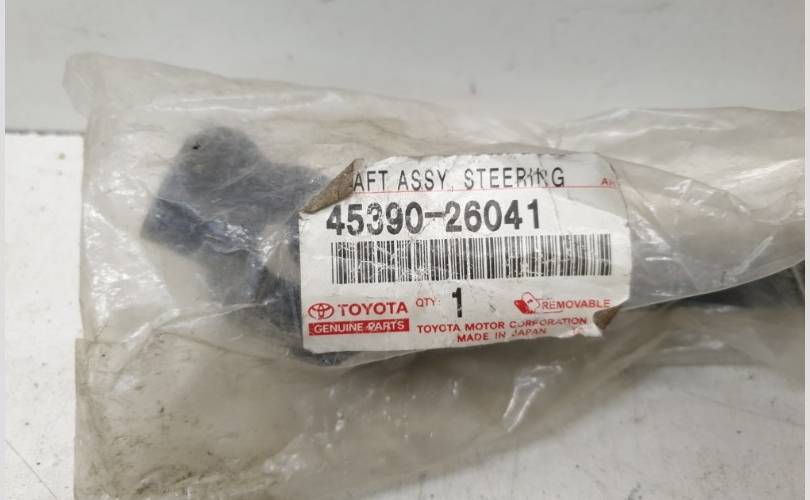 AFT ASSY, STEERING
45390-26041
TOYOTA QTY: 1 REMOVABLE
GENUINE PARTS TOYOTA MOTOR CORPORATION
MADE IN JAPAN